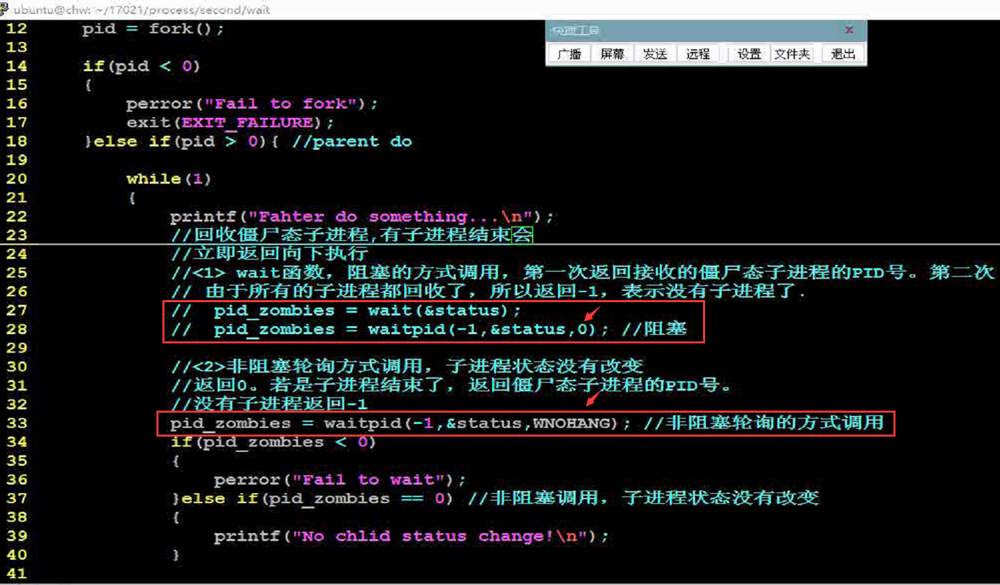 ubuntu@chw: ~/17021/process/second/wait
快捷工具 x
广播 屏幕 发送 远程 设置 文件夹 退出
12 pid = fork();
13
14 if(pid < 0)
15 {
16 perror("Fail to fork");
17 exit(EXIT_FAILURE);
18 }else if(pid > 0){ //parent do
19
20 while(1)
21 {
22 printf("Fahter do something...\n");
23 //回收僵尸态子进程,有子进程结束会
24 //立即返回向下执行
25 //<1> wait函数，阻塞的方式调用，第一次返回接收的僵尸态子进程的PID号。第二次
26 // 由于所有的子进程都回收了，所以返回-1，表示没有子进程了.
27 // pid_zombies = wait(&status);
28 // pid_zombies = waitpid(-1,&status,0); //阻塞
29
30 //<2>非阻塞轮询方式调用，子进程状态没有改变
31 //返回0。若是子进程结束了，返回僵尸态子进程的PID号。
32 //没有子进程返回-1
33 pid_zombies = waitpid(-1,&status,WNOHANG); //非阻塞轮询的方式调用
34 if(pid_zombies < 0)
35 {
36 perror("Fail to wait");
37 }else if(pid_zombies == 0) //非阻塞调用，子进程状态没有改变
38 {
39 printf("No chlid status change!\n");
40 }
41